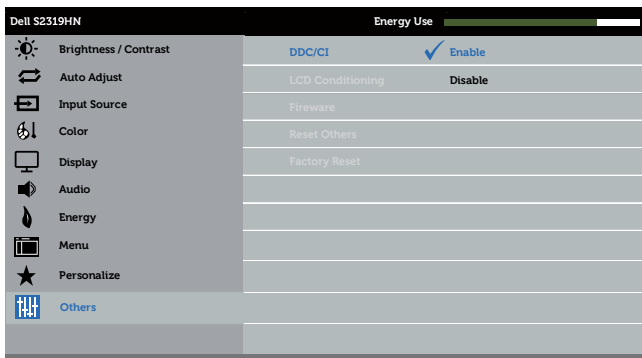 Dell S2319HN Energy Use
Brightness / Contrast DDC/CI Enable
Auto Adjust LCD Conditioning Disable
Input Source Fireware
Color Reset Others
Display Factory Reset
Audio
Energy
Menu
Personalize
Others